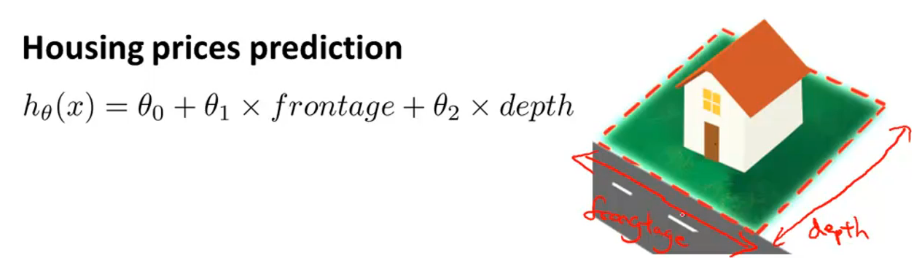 Housing prices prediction
hθ(x) = θ0 + θ1 × frontage + θ2 × depth
frontage
depth